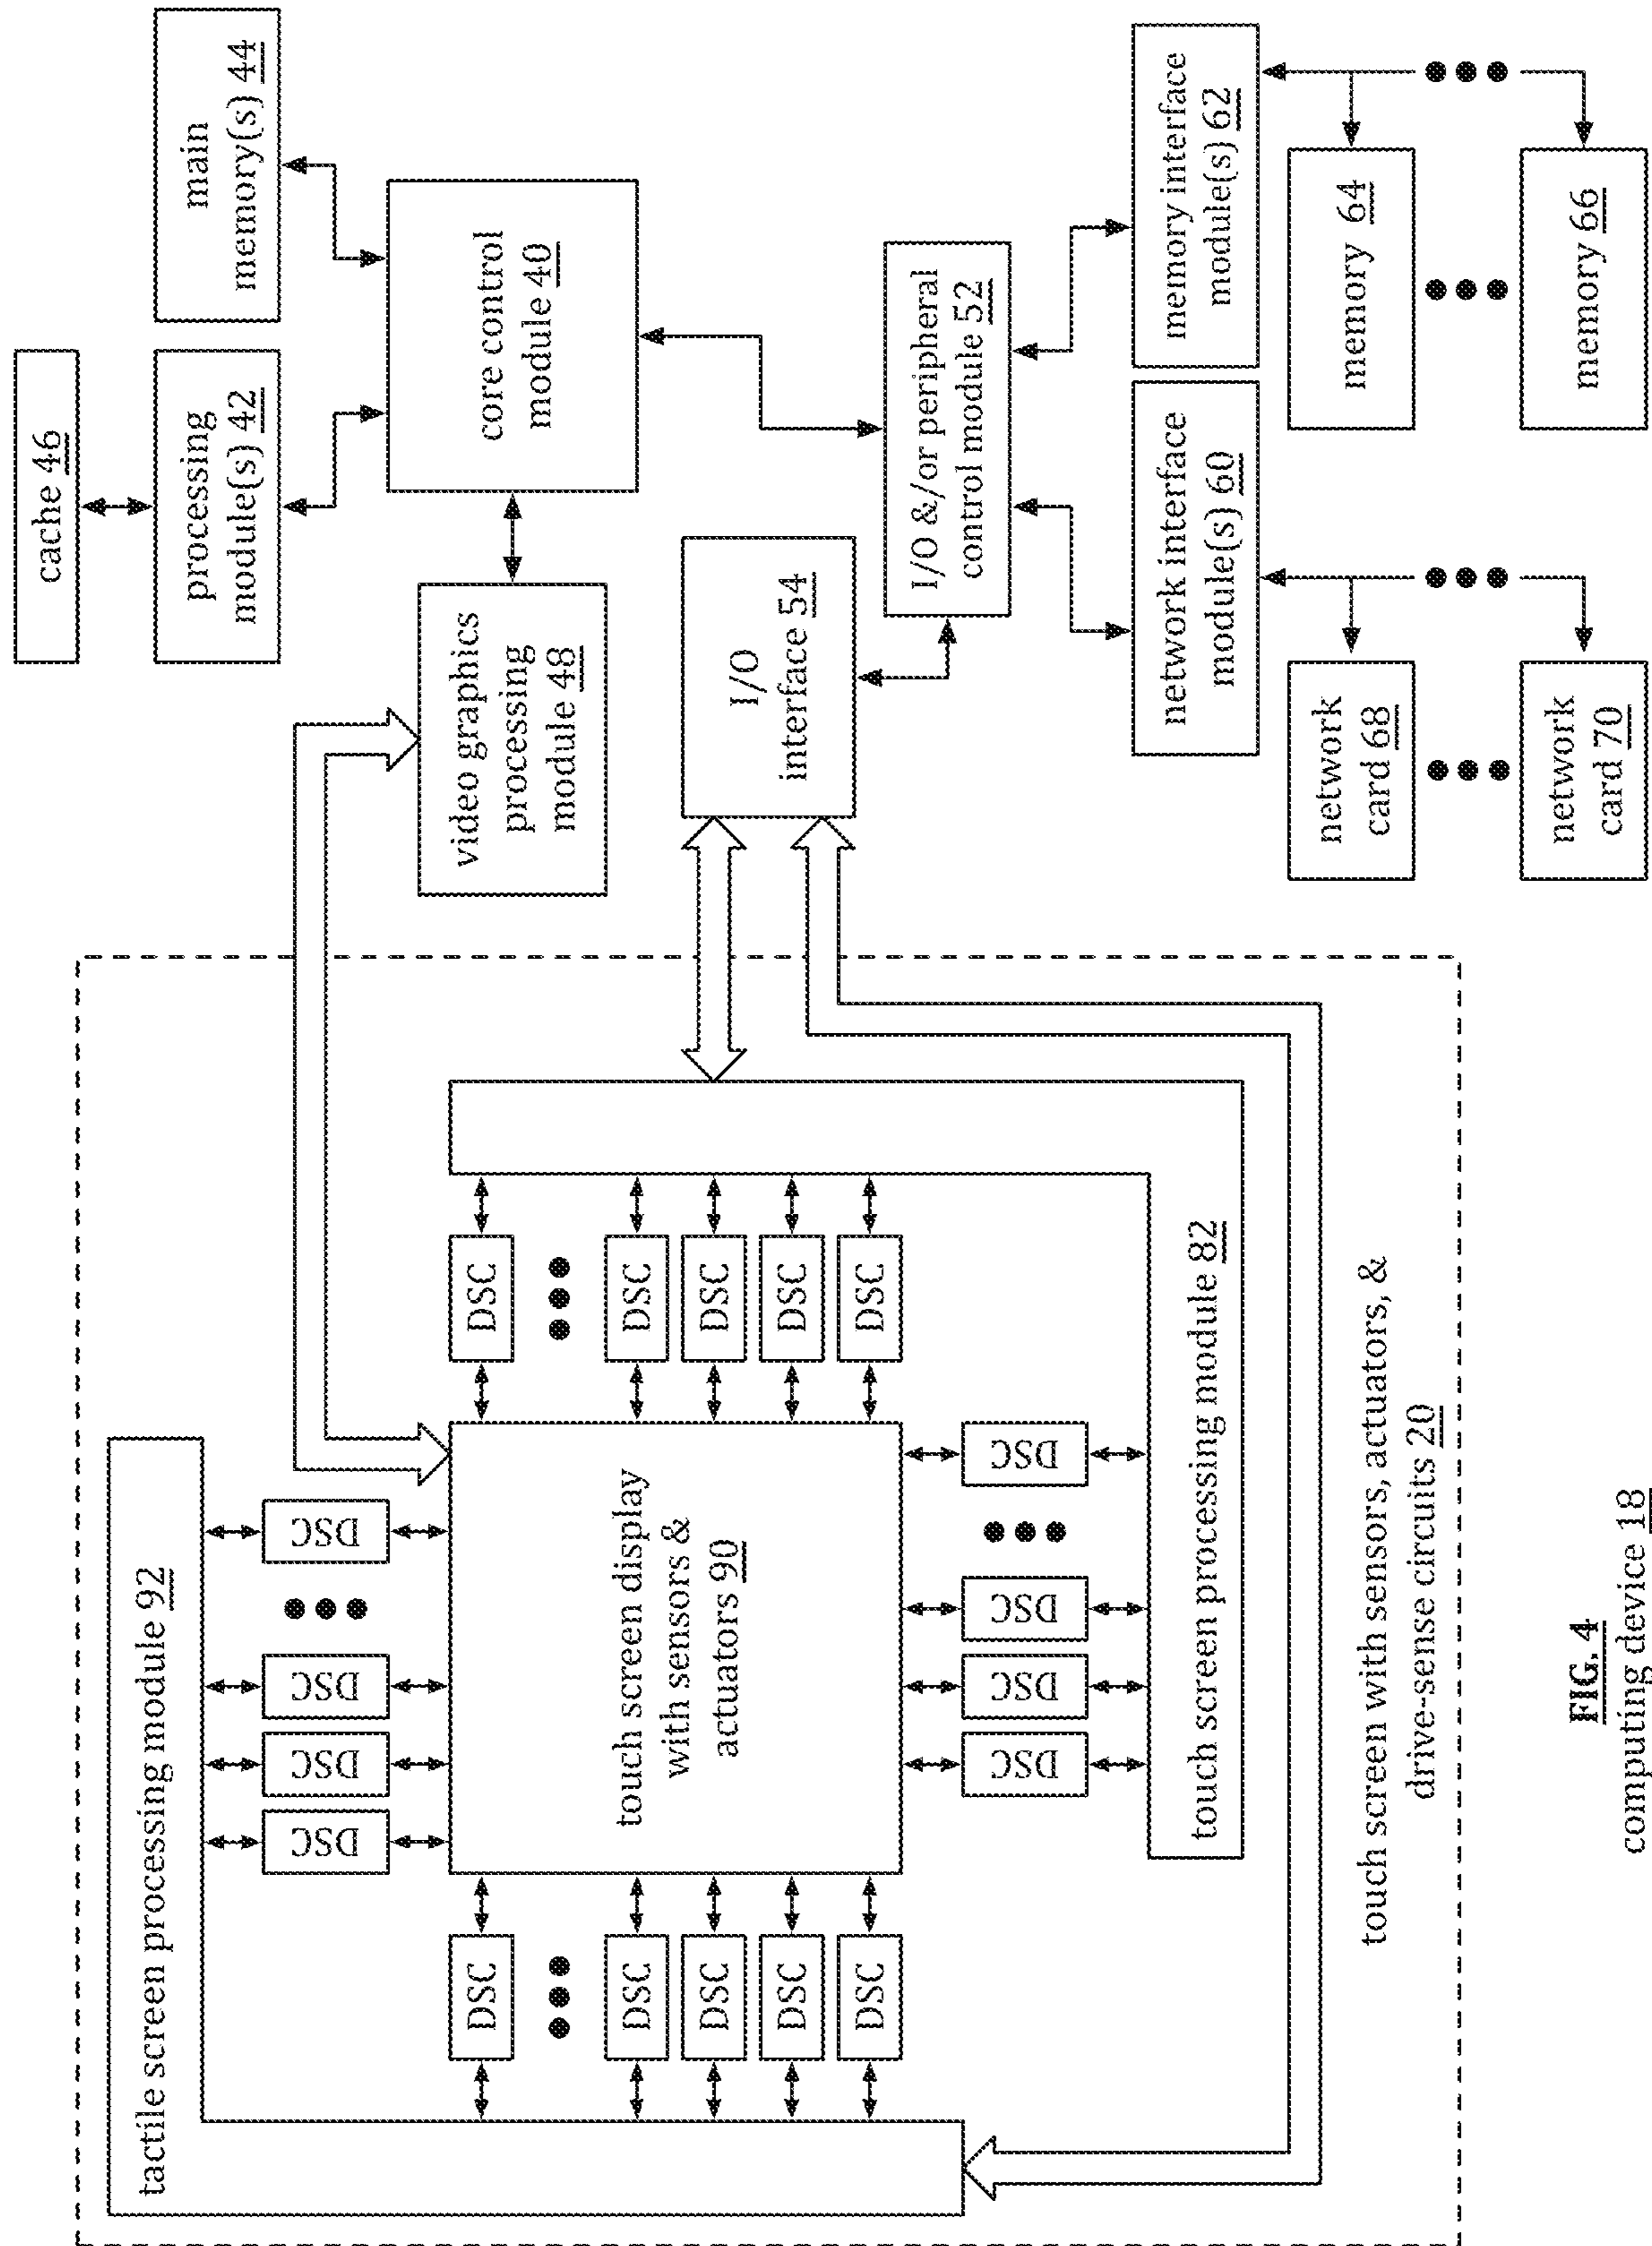 cache 46
tactile screen processing module 92
processing
module(s) 42
main
memory(s) 44
DSC
DSC
DSC
DSC
video graphics
processing
module 48
core control
module 40
DSC
DSC
DSC
DSC
DSC
touch screen display
with sensors &
actuators 90
DSC
DSC
DSC
DSC
DSC
I/O
interface 54
I/O &/or peripheral
control module 52
DSC
DSC
DSC
DSC
touch screen processing module 82
network interface
module(s) 60
memory interface
module(s) 62
network
card 68
memory 64
touch screen with sensors, actuators, &
drive-sense circuits 20
network
card 70
memory 66
FIG. 4
computing device 18